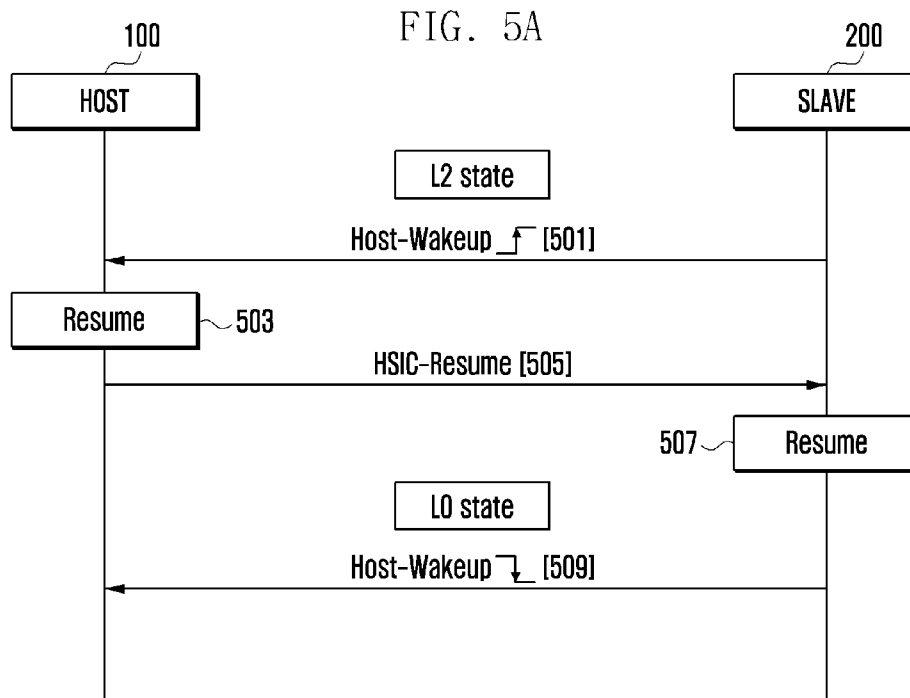 FIG. 5A
100
200
HOST
SLAVE
L2 state
Host-Wakeup [501]
Resume
503
HSIC-Resume [505]
507
Resume
L0 state
Host-Wakeup [509]